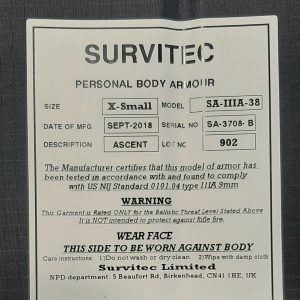 SURVITEC
PERSONAL BODY ARMOUR
SIZE X-Small MODEL SA-IIIA-38
DATE OF MFG SEPT-2018 SERIAL NO SA-3708- B
DESCRIPTION ASCENT LOT NC 902
The Manufacturer certifies that this model of armor has
been tested in accordance with and found to comply
with US NIJ Standard 0101.04 type IIIA 9mm
WARNING
This Garment is Rated ONLY for the Ballistic Threat Level Stated Above
It is NOT INTENDED to protect against Rifle fire.
WEAR FACE
THIS SIDE TO BE WORN AGAINST BODY
Care instructions: 1)Do not wash or dry clean 2)Wipe with damp cloth
Survitec Limited
NPD department. 5 Beaufort Rd, Birkenhead, CN41 1HE, UK